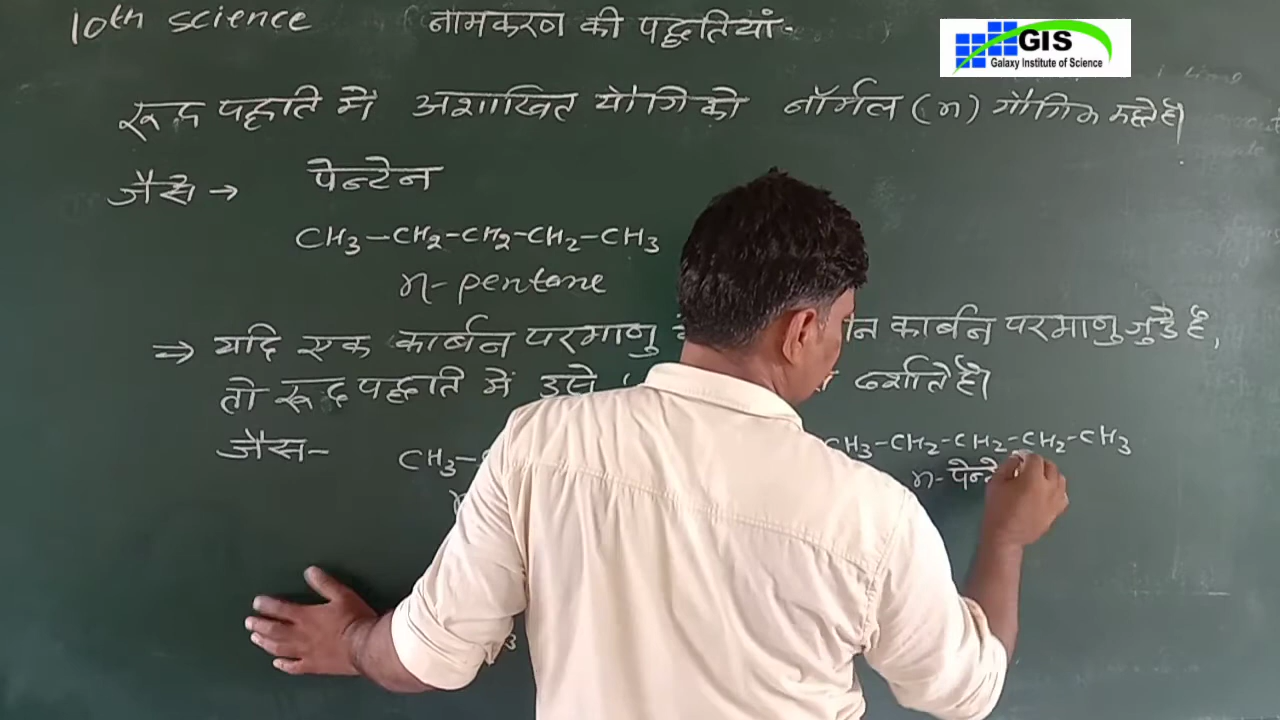 10th science नामकरण की पद्धतियां-
GIS
Galaxy Institute of Science
रूढ़ पद्धति में अशाखित यौगिको नॉर्मल (n) यौगिक कहते है।
जैसे → पेन्टेन
CH3-CH2-CH2-CH2-CH3
n-pentane
⇒ यदि एक कार्बन परमाणु कार्बन परमाणु जुड़े है,
तो रूढ़ पद्धति में उसे दर्शाते है।
जैस- CH3- CH3-CH2-CH2-CH2-CH3
n-पेन्टे